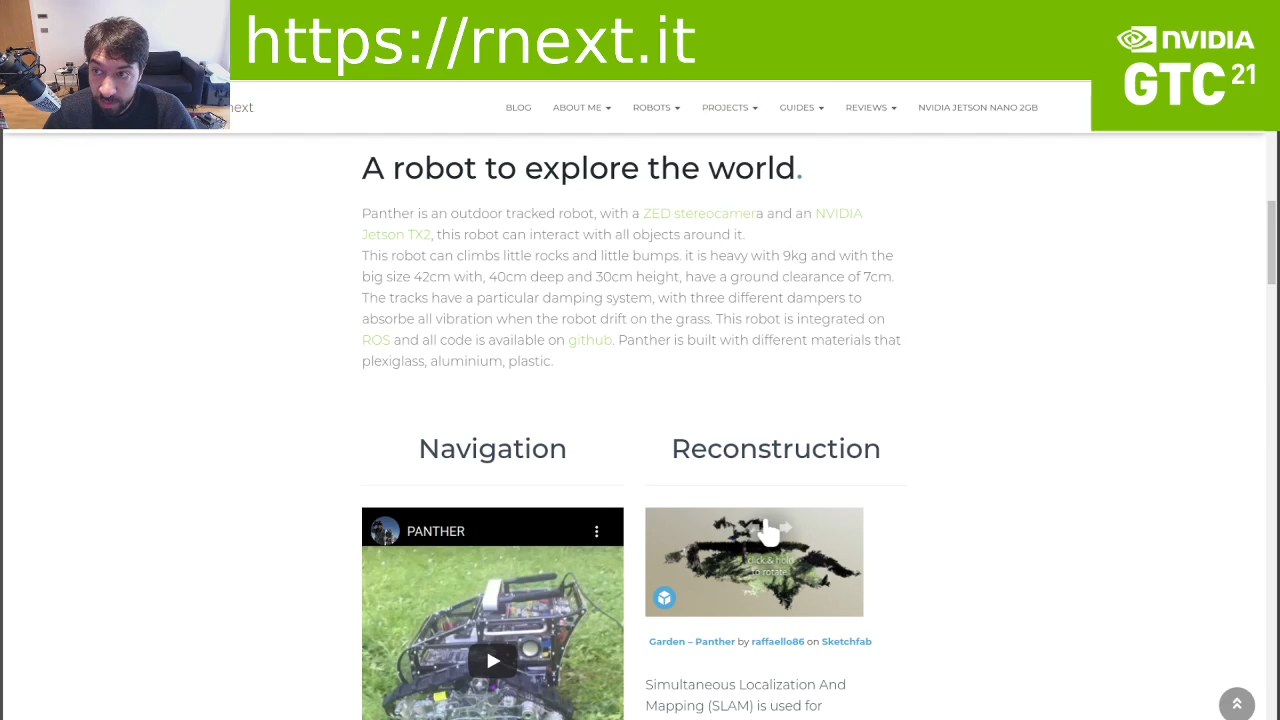 https://rnext.it
NVIDIA
GTC 21
next
BLOG ABOUT ME ROBOTS PROJECTS GUIDES REVIEWS NVIDIA JETSON NANO 2GB
A robot to explore the world.
Panther is an outdoor tracked robot, with a ZED stereocamera and an NVIDIA
Jetson TX2, this robot can interact with all objects around it.
This robot can climbs little rocks and little bumps. it is heavy with 9kg and with the
big size 42cm with, 40cm deep and 30cm height, have a ground clearance of 7cm.
The tracks have a particular damping system, with three different dampers to
absorbe all vibration when the robot drift on the grass. This robot is integrated on
ROS and all code is available on github. Panther is built with different materials that
plexiglass, aluminium, plastic.
Navigation
PANTHER
Reconstruction
click & hold
to rotate
Garden – Panther by raffaello86 on Sketchfab
Simultaneous Localization And
Mapping (SLAM) is used for